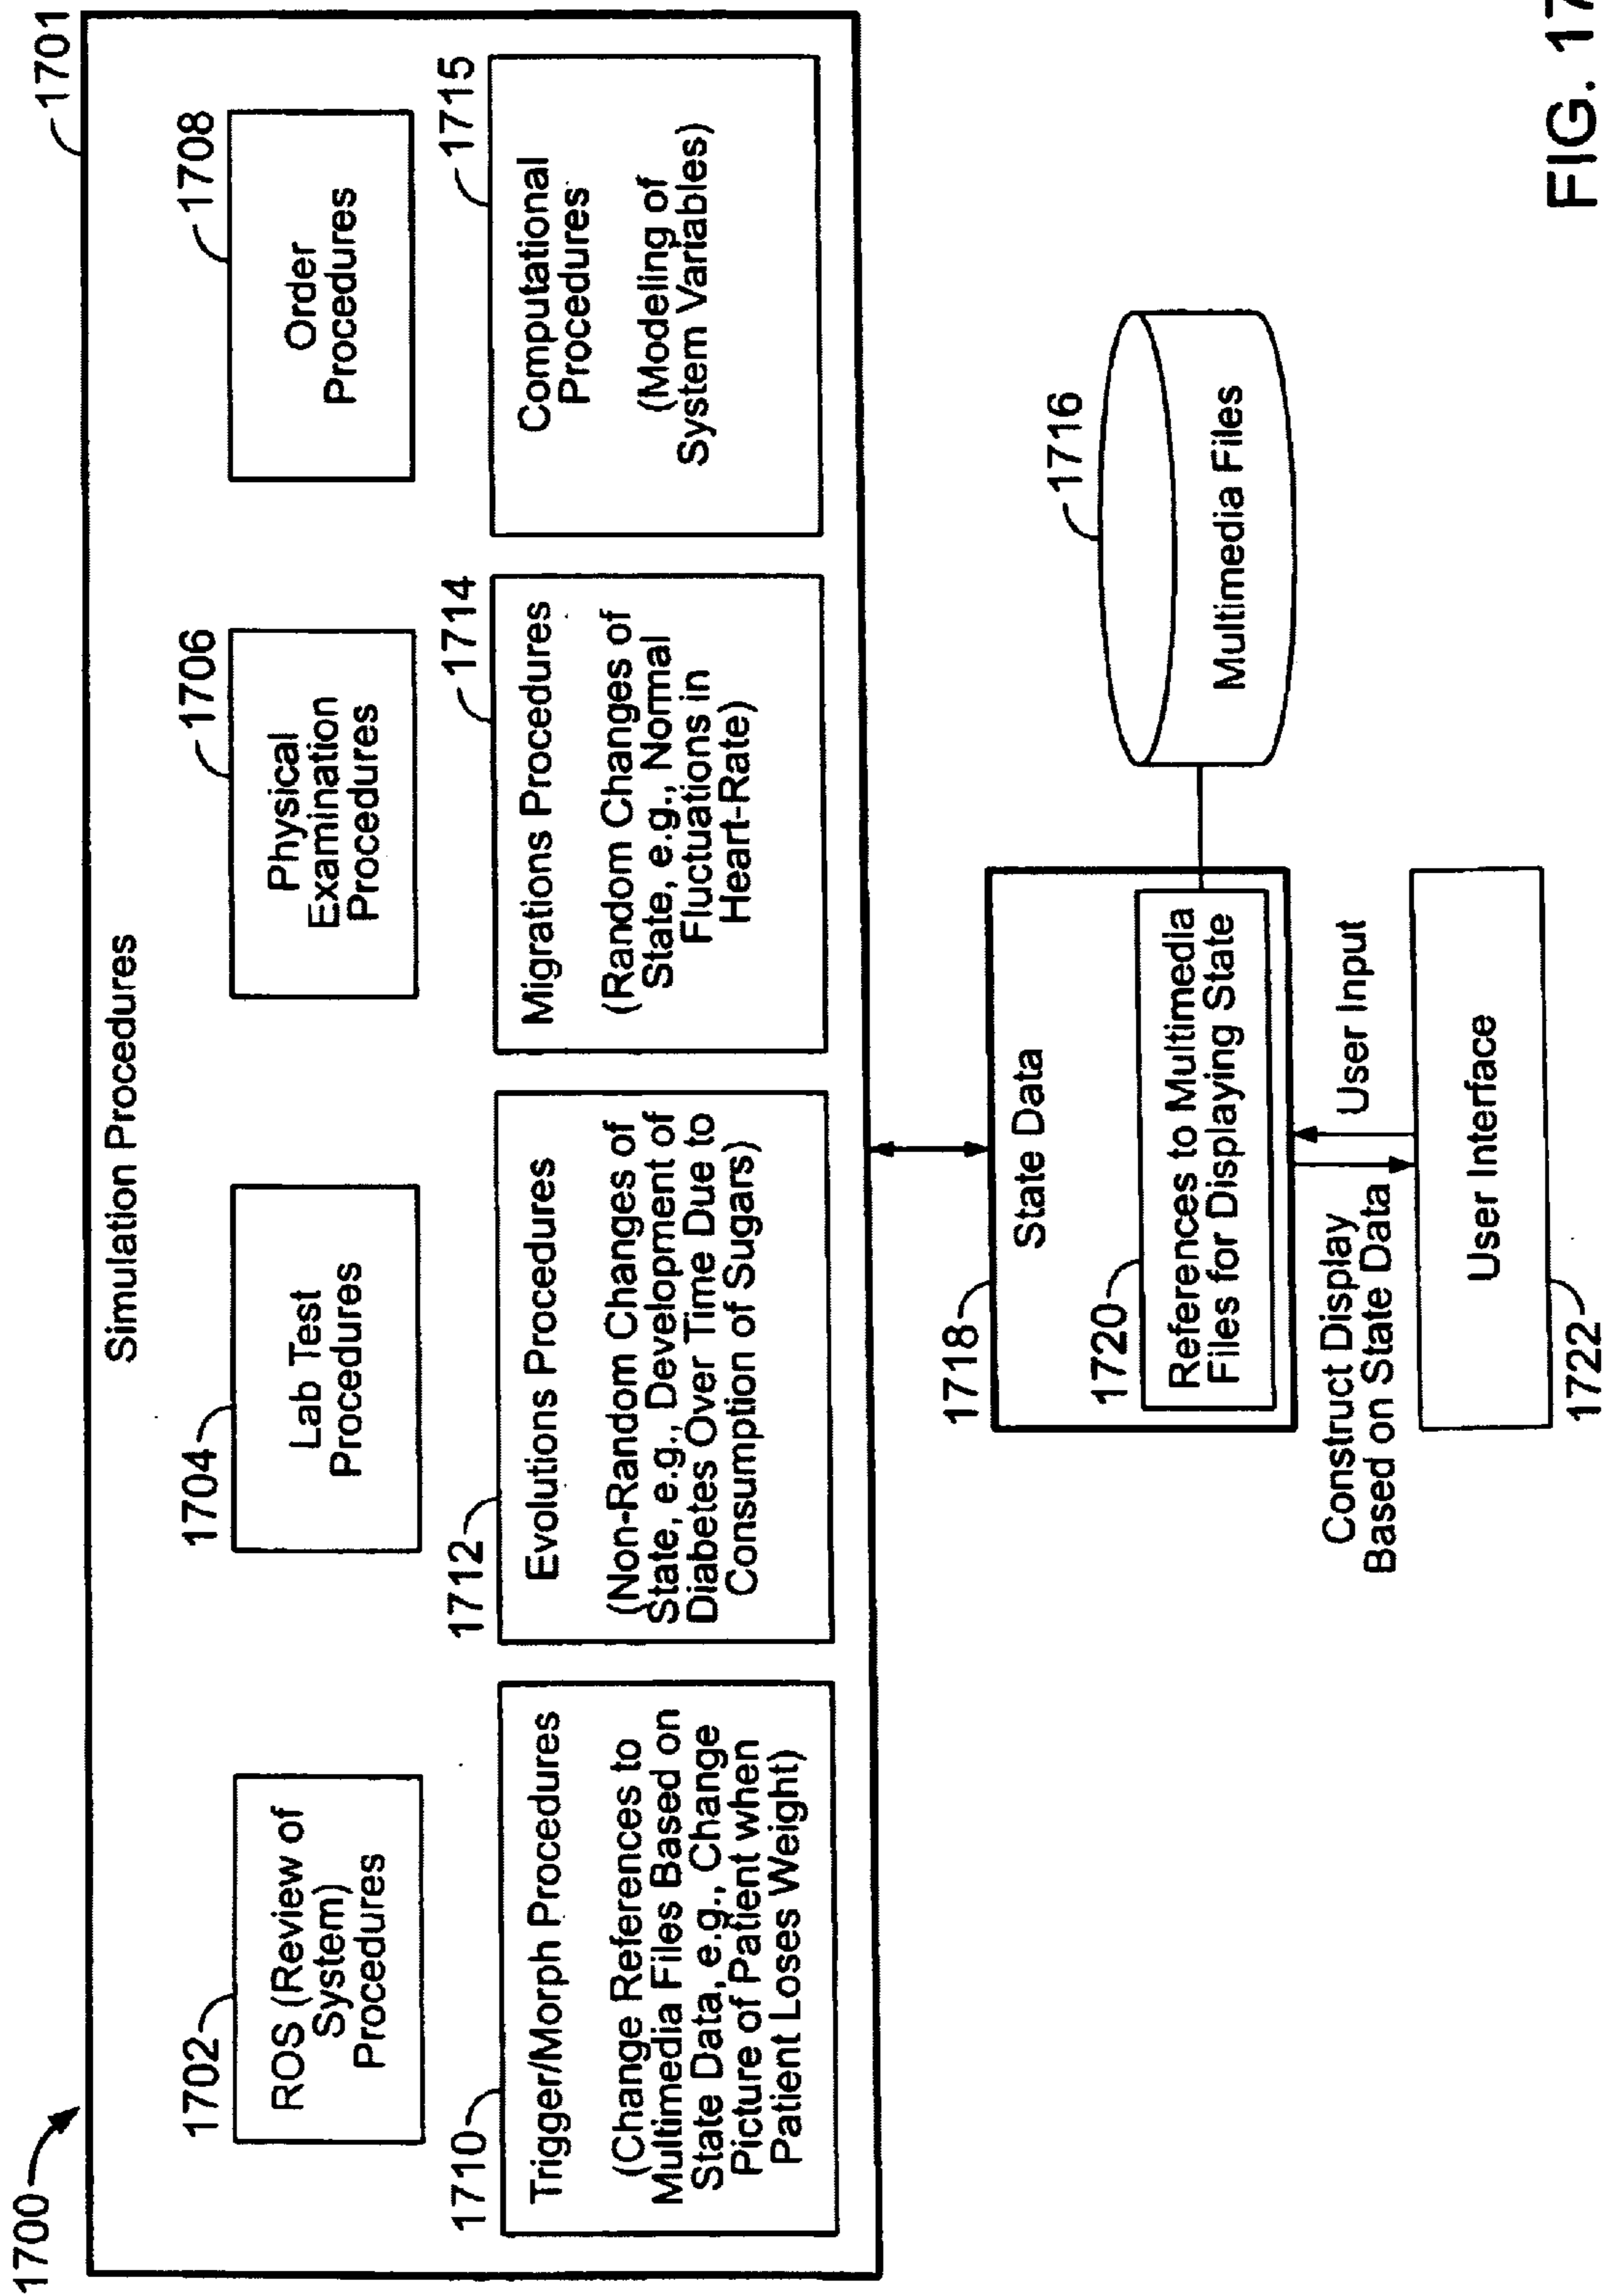 1700
Simulation Procedures
1701
1702
ROS (Review of
System)
Procedures
1704
Lab Test
Procedures
1706
Physical
Examination
Procedures
1708
Order
Procedures
1710
Trigger/Morph Procedures
(Change References to
Multimedia Files Based on
State Data, e.g., Change
Picture of Patient when
Patient Loses Weight)
1712
Evolutions Procedures
(Non-Random Changes of
State, e.g., Development of
Diabetes Over Time Due to
Consumption of Sugars)
1714
Migrations Procedures
(Random Changes of
State, e.g., Normal
Fluctuations in
Heart-Rate)
1715
Computational
Procedures
(Modeling of
System Variables)
1718
State Data
1720
References to Multimedia
Files for Displaying State
1716
Multimedia Files
Construct Display
Based on State Data
User Input
User Interface
1722
FIG. 17